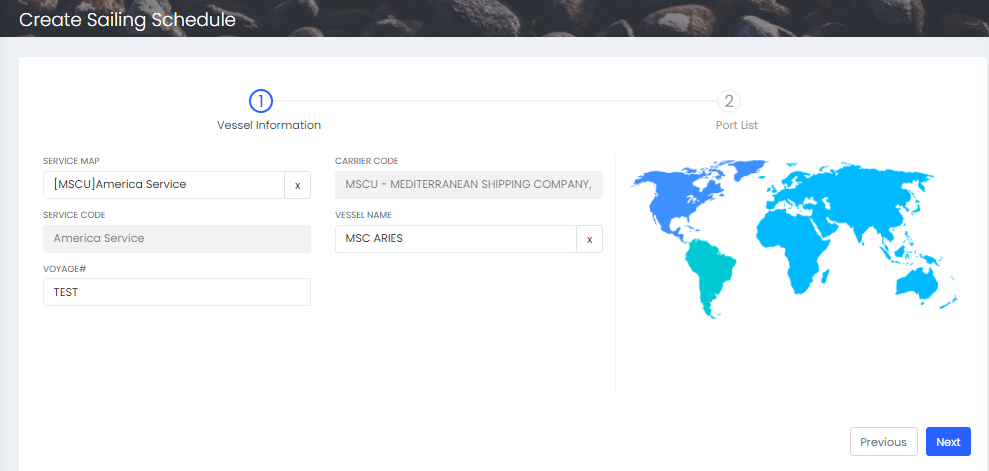 Create Sailing Schedule
1
2
Vessel Information
Port List
SERVICE MAP
[MSCU]America Service
x
CARRIER CODE
MSCU - MEDITERRANEAN SHIPPING COMPANY,
SERVICE CODE
America Service
VESSEL NAME
MSC ARIES
x
VOYAGE#
TEST
Previous
Next